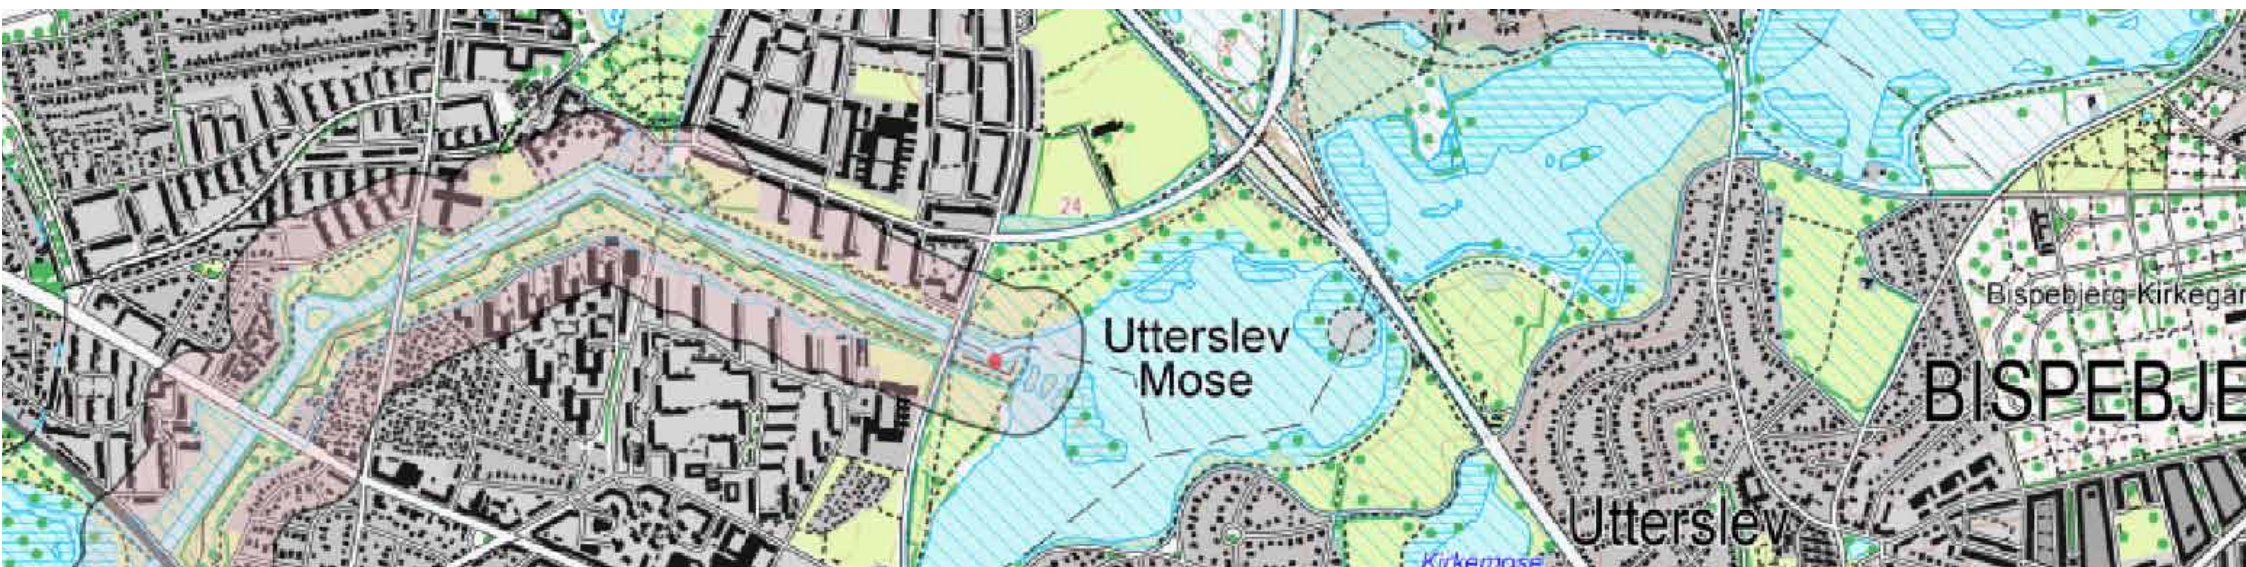 24
Utterslev
Mose
Bispebjerg Kirkegar
BISPEBJE
Utterslev
Kirkemose